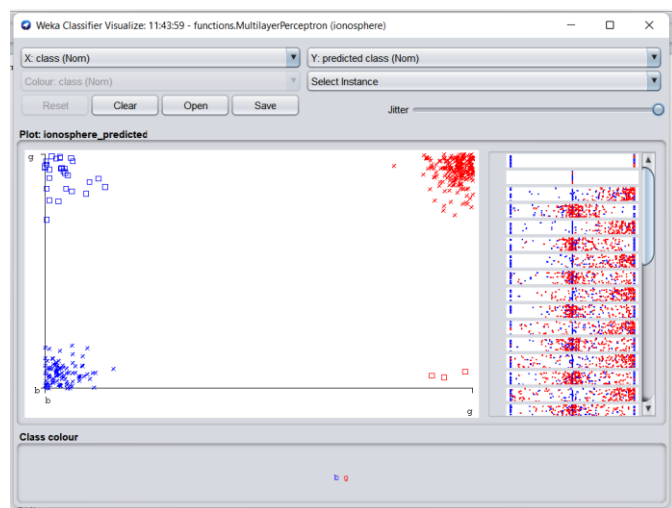 Weka Classifier Visualize: 11:43:59 - functions.MultilayerPerceptron (ionosphere)
X: class (Nom) Y: predicted class (Nom)
Colour: class (Nom) Select Instance
Reset Clear Open Save Jitter
Plot: ionosphere_predicted
g
b
b
g
Class colour
b g